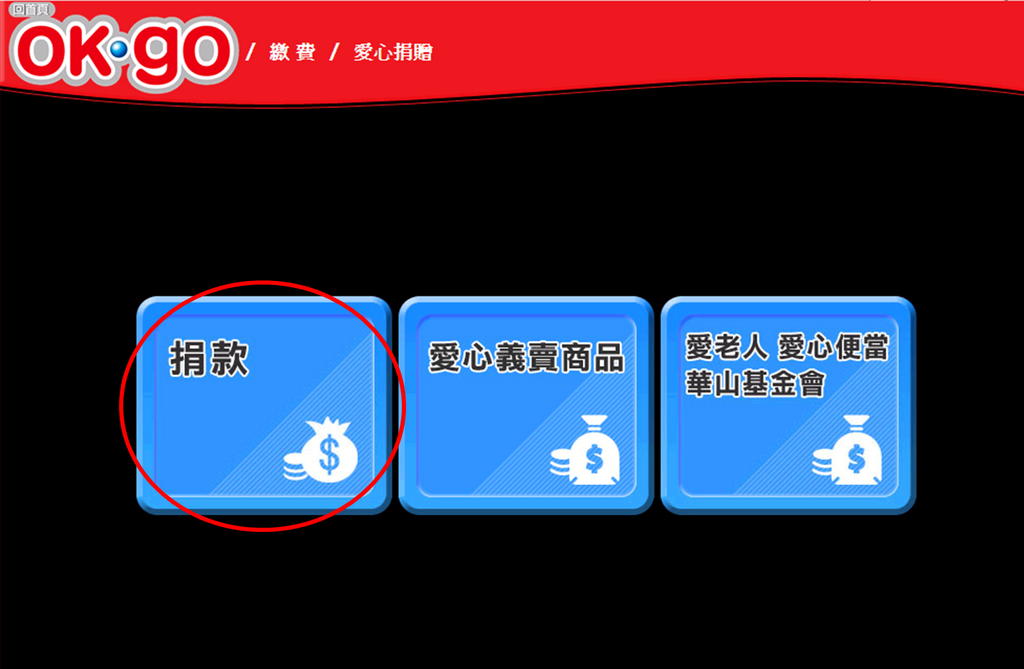 回首頁
OK·go / 繳 費 / 愛心捐贈
捐款
$
愛心義賣商品
$
愛老人 愛心便當
華山基金會
$